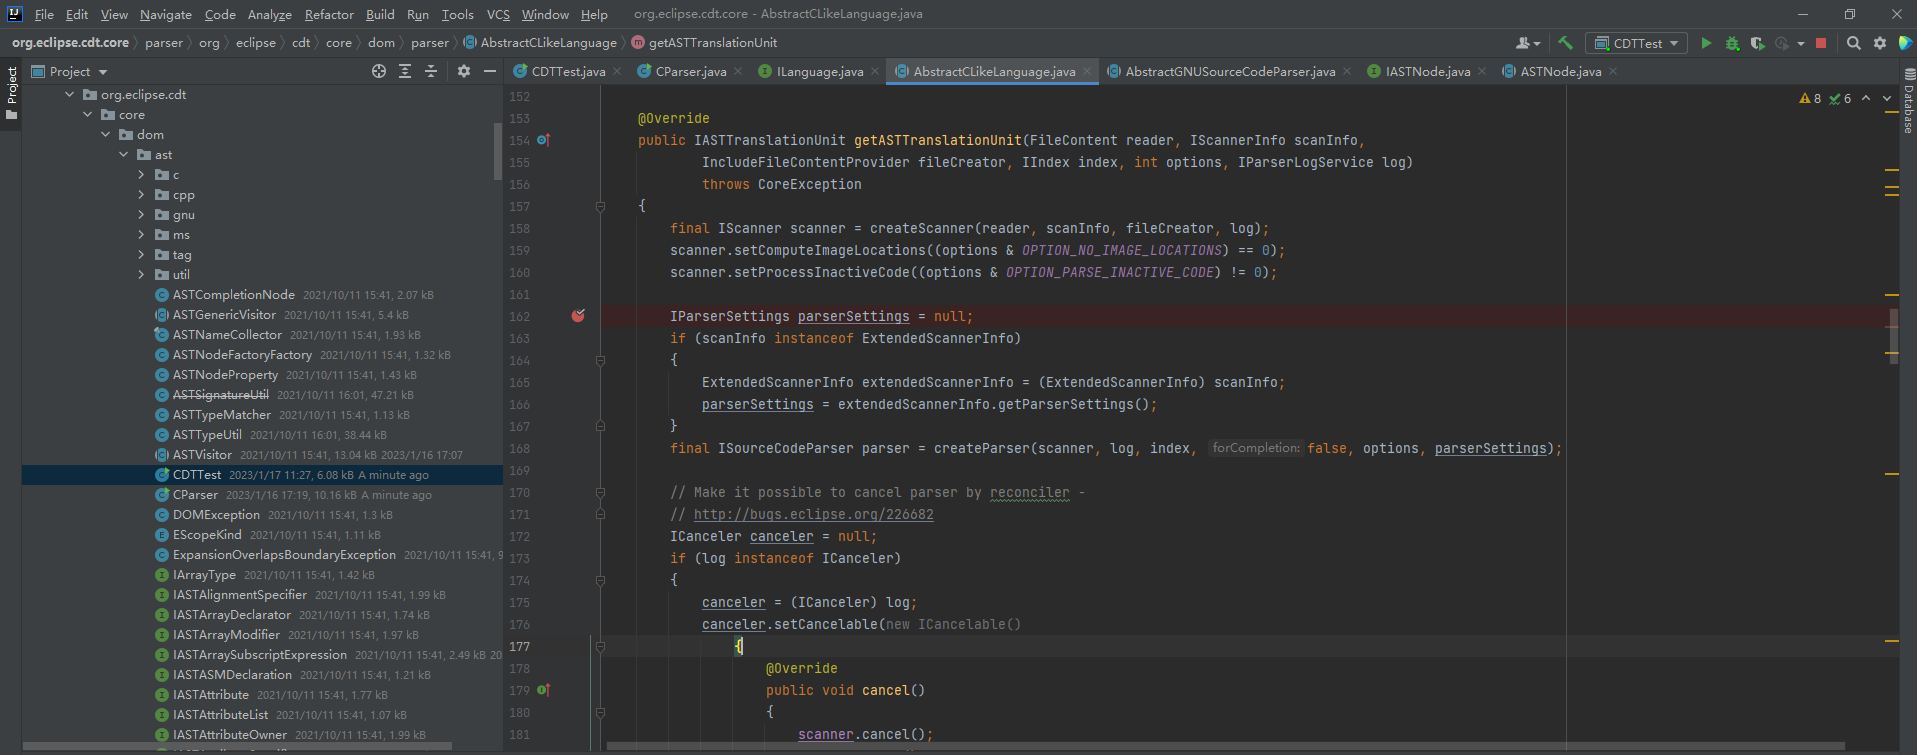 File Edit View Navigate Code Analyze Refactor Build Run Tools VCS Window Help org.eclipse.cdt.core - AbstractCLikeLanguage.java
org.eclipse.cdt.core parser org eclipse cdt core dom parser AbstractCLikeLanguage getASTTranslationUnit CDTTest
Project
Project
CDTTest.java CParser.java ILanguage.java AbstractCLikeLanguage.java AbstractGNUSourceCodeParser.java IASTNode.java ASTNode.java
Database
org.eclipse.cdt
core
dom
ast
c
cpp
gnu
ms
tag
util
ASTCompletionNode 2021/10/11 15:41, 2.07 kB
ASTGenericVisitor 2021/10/11 15:41, 5.4 kB
ASTNameCollector 2021/10/11 15:41, 1.93 kB
ASTNodeFactoryFactory 2021/10/11 15:41, 1.32 kB
ASTNodeProperty 2021/10/11 15:41, 1.43 kB
ASTSignatureUtil 2021/10/11 16:01, 47.21 kB
ASTTypeMatcher 2021/10/11 15:41, 1.13 kB
ASTTypeUtil 2021/10/11 16:01, 38.44 kB
ASTVisitor 2021/10/11 15:41, 13.04 kB 2023/1/16 17:07
CDTTest 2023/1/17 11:27, 6.08 kB A minute ago
CParser 2023/1/16 17:19, 10.16 kB A minute ago
DOMException 2021/10/11 15:41, 1.3 kB
EScopeKind 2021/10/11 15:41, 1.11 kB
ExpansionOverlapsBoundaryException 2021/10/11 15:41, 9
IArrayType 2021/10/11 15:41, 1.42 kB
IASTAlignmentSpecifier 2021/10/11 15:41, 1.99 kB
IASTArrayDeclarator 2021/10/11 15:41, 1.74 kB
IASTArrayModifier 2021/10/11 15:41, 1.97 kB
IASTArraySubscriptExpression 2021/10/11 15:41, 2.49 kB 20
IASTASMDeclaration 2021/10/11 15:41, 1.21 kB
IASTAttribute 2021/10/11 15:41, 1.77 kB
IASTAttributeList 2021/10/11 15:41, 1.07 kB
IASTAttributeOwner 2021/10/11 15:41, 1.99 kB
8 6
152
153 @Override
154 public IASTTranslationUnit getASTTranslationUnit(FileContent reader, IScannerInfo scanInfo,
155 IncludeFileContentProvider fileCreator, IIndex index, int options, IParserLogService log)
156 throws CoreException
157 {
158 final IScanner scanner = createScanner(reader, scanInfo, fileCreator, log);
159 scanner.setComputeImageLocations((options & OPTION_NO_IMAGE_LOCATIONS) == 0);
160 scanner.setProcessInactiveCode((options & OPTION_PARSE_INACTIVE_CODE) != 0);
161
162 IParserSettings parserSettings = null;
163 if (scanInfo instanceof ExtendedScannerInfo)
164 {
165 ExtendedScannerInfo extendedScannerInfo = (ExtendedScannerInfo) scanInfo;
166 parserSettings = extendedScannerInfo.getParserSettings();
167 }
168 final ISourceCodeParser parser = createParser(scanner, log, index, forCompletion: false, options, parserSettings);
169
170 // Make it possible to cancel parser by reconciler -
171 // http://bugs.eclipse.org/226682
172 ICanceler canceler = null;
173 if (log instanceof ICanceler)
174 {
175 canceler = (ICanceler) log;
176 canceler.setCancelable(new ICancelable()
177 {
178 @Override
179 public void cancel()
180 {
181 scanner.cancel();